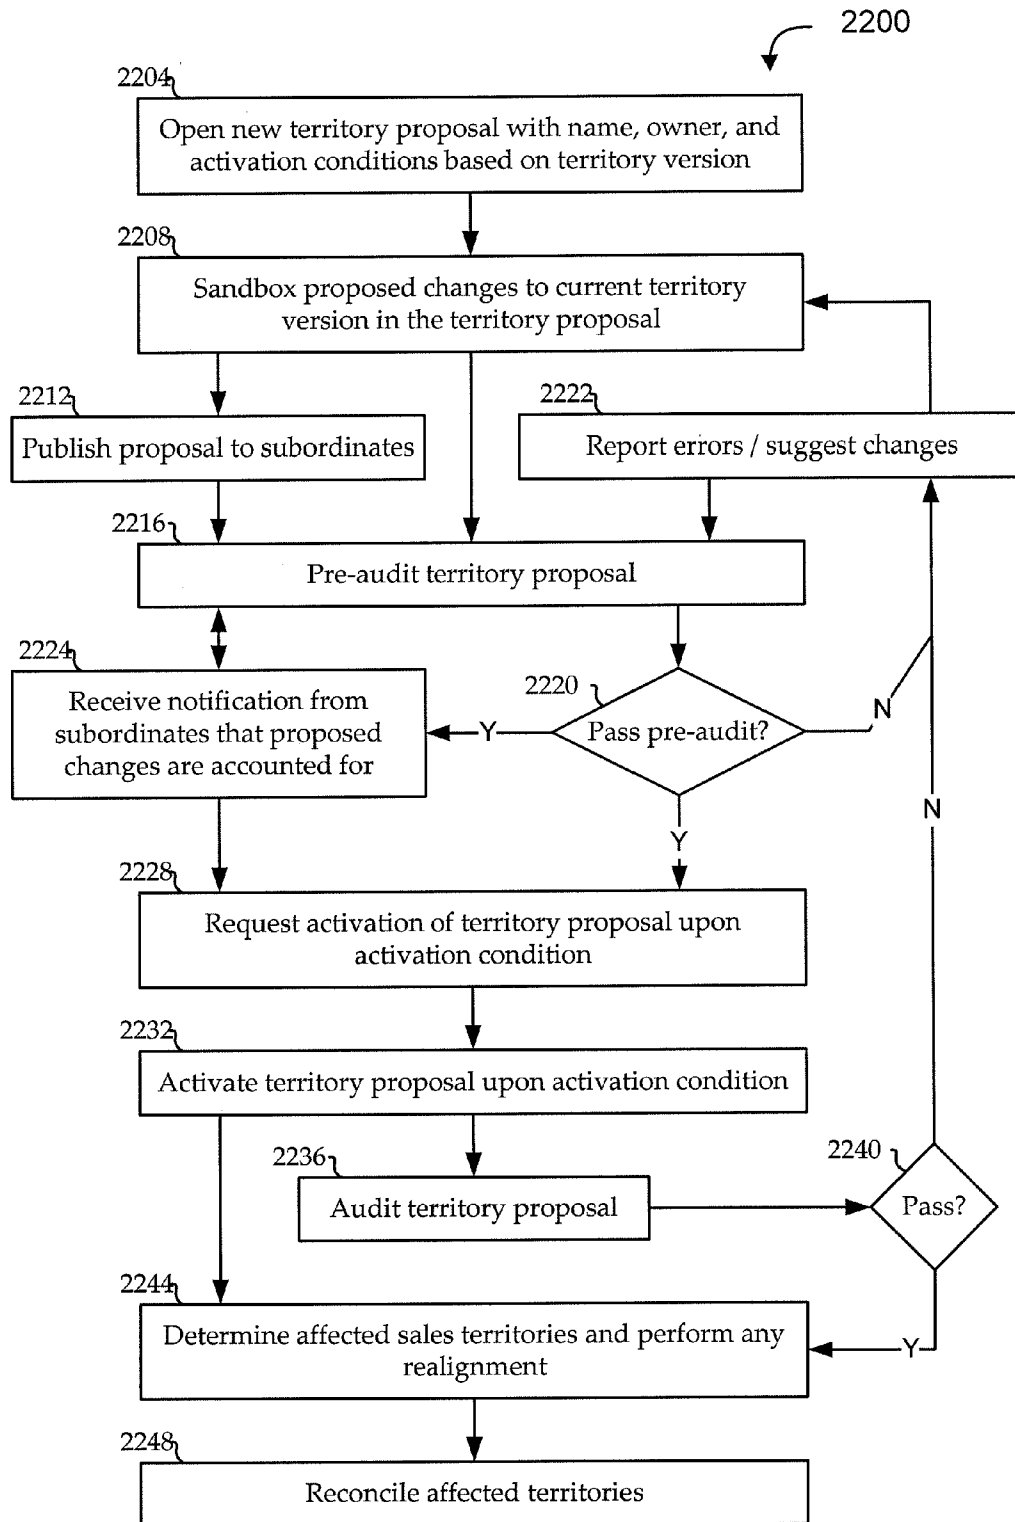 2200
2204
Open new territory proposal with name, owner, and
activation conditions based on territory version
2208
Sandbox proposed changes to current territory
version in the territory proposal
2212
Publish proposal to subordinates
2222
Report errors / suggest changes
2216
Pre-audit territory proposal
2224
Receive notification from
subordinates that proposed
changes are accounted for
2220
Pass pre-audit?
Y
N
Y
N
2228
Request activation of territory proposal upon
activation condition
2232
Activate territory proposal upon activation condition
2236
Audit territory proposal
2240
Pass?
2244
Determine affected sales territories and perform any
realignment
Y
2248
Reconcile affected territories